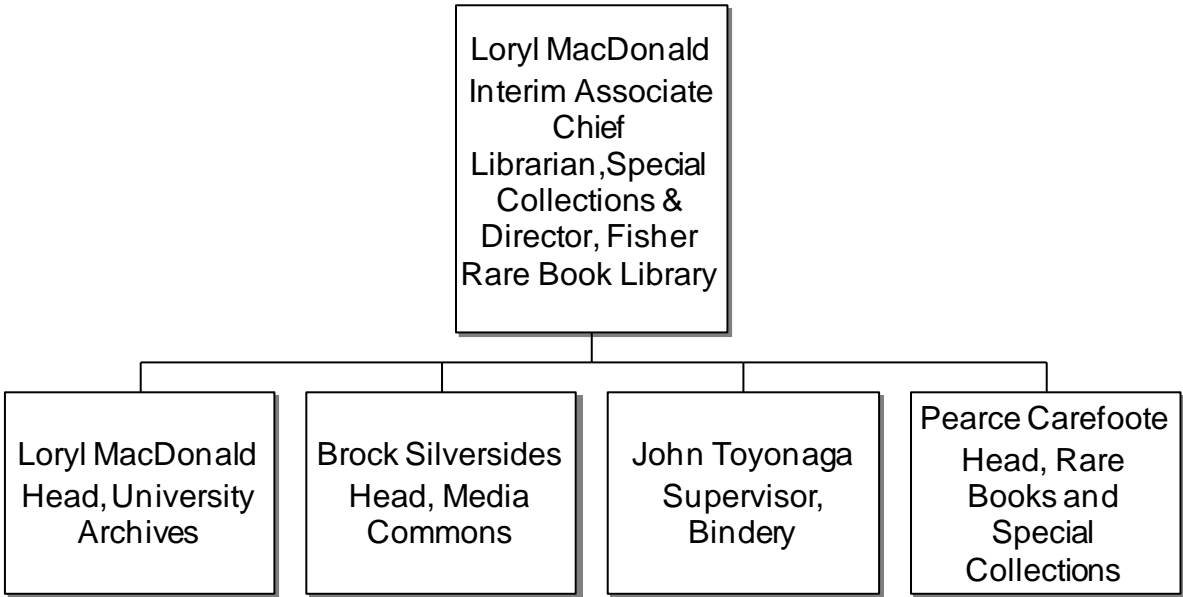 Loryl MacDonald
Interim Associate
Chief
Librarian,Special
Collections &
Director, Fisher
Rare Book Library
Loryl MacDonald
Head, University
Archives
Brock Silversides
Head, Media
Commons
John Toyonaga
Supervisor,
Bindery
Pearce Carefoote
Head, Rare
Books and
Special
Collections